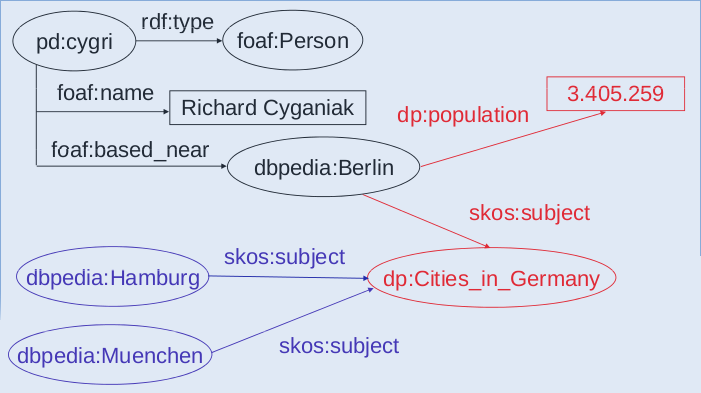 rdf:type
pd:cygri
foaf:Person
foaf:name
Richard Cyganiak
3.405.259
dp:population
foaf:based_near
dbpedia:Berlin
skos:subject
skos:subject
dbpedia:Hamburg
dp:Cities_in_Germany
dbpedia:Muenchen
skos:subject